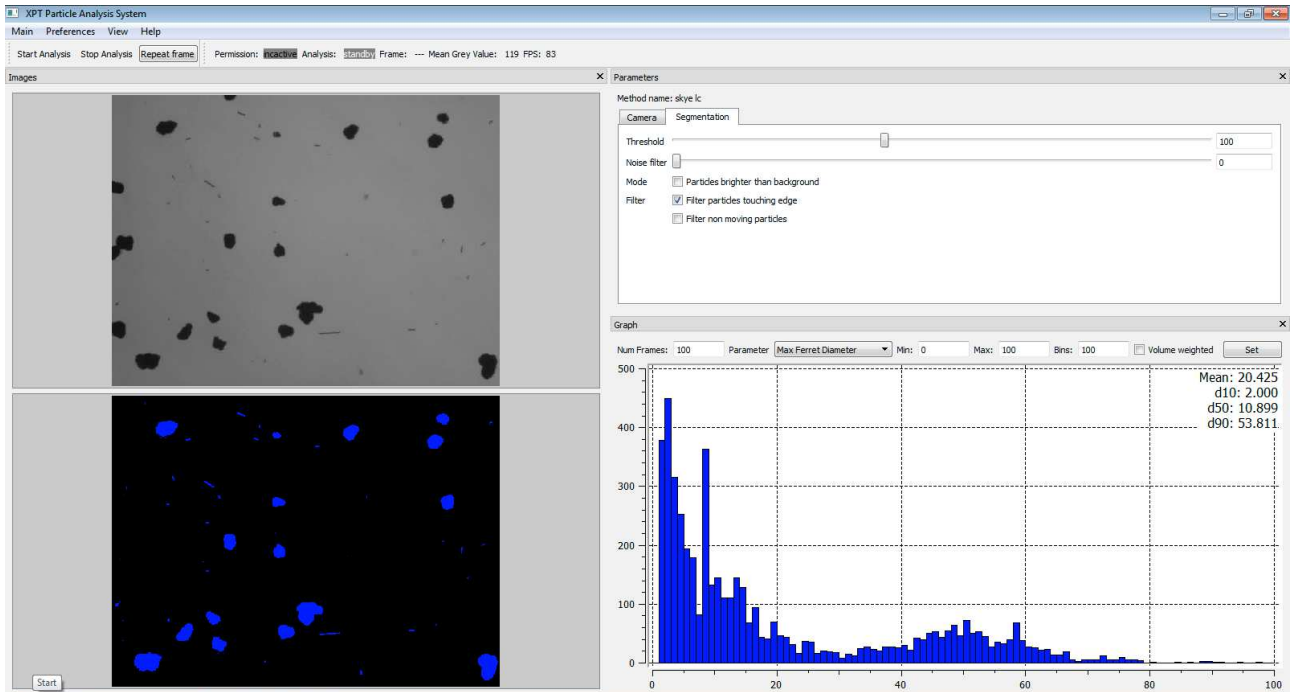 XPT Particle Analysis System
Main Preferences View Help
Start Analysis Stop Analysis Repeat frame Permission: incactive Analysis: standby Frame: --- Mean Grey Value: 119 FPS: 83
Images
Parameters
Method name: skye lc
Camera Segmentation
Threshold 100
Noise filter 0
Mode Particles brighter than background
Filter Filter particles touching edge
Filter non moving particles
Graph
Num Frames: 100 Parameter Max Ferret Diameter Min: 0 Max: 100 Bins: 100 Volume weighted Set
Mean: 20.425
d10: 2.000
d50: 10.899
d90: 53.811
500
400
300
200
100
0
0 20 40 60 80 100
Start